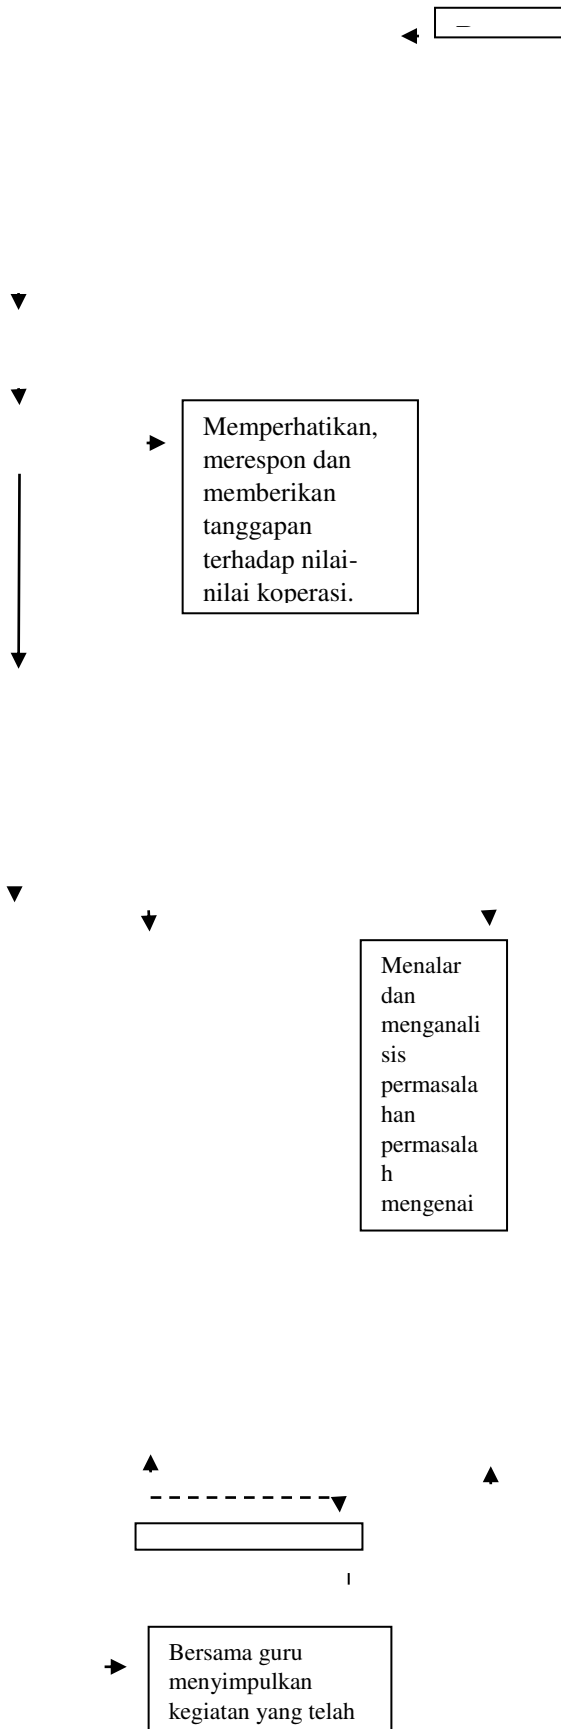 Memperhatikan,
merespon dan
memberikan
tanggapan
terhadap nilai-
nilai koperasi.
Menalar
dan
menganali
sis
permasala
han
permasala
h
mengenai
Bersama guru
menyimpulkan
kegiatan yang telah